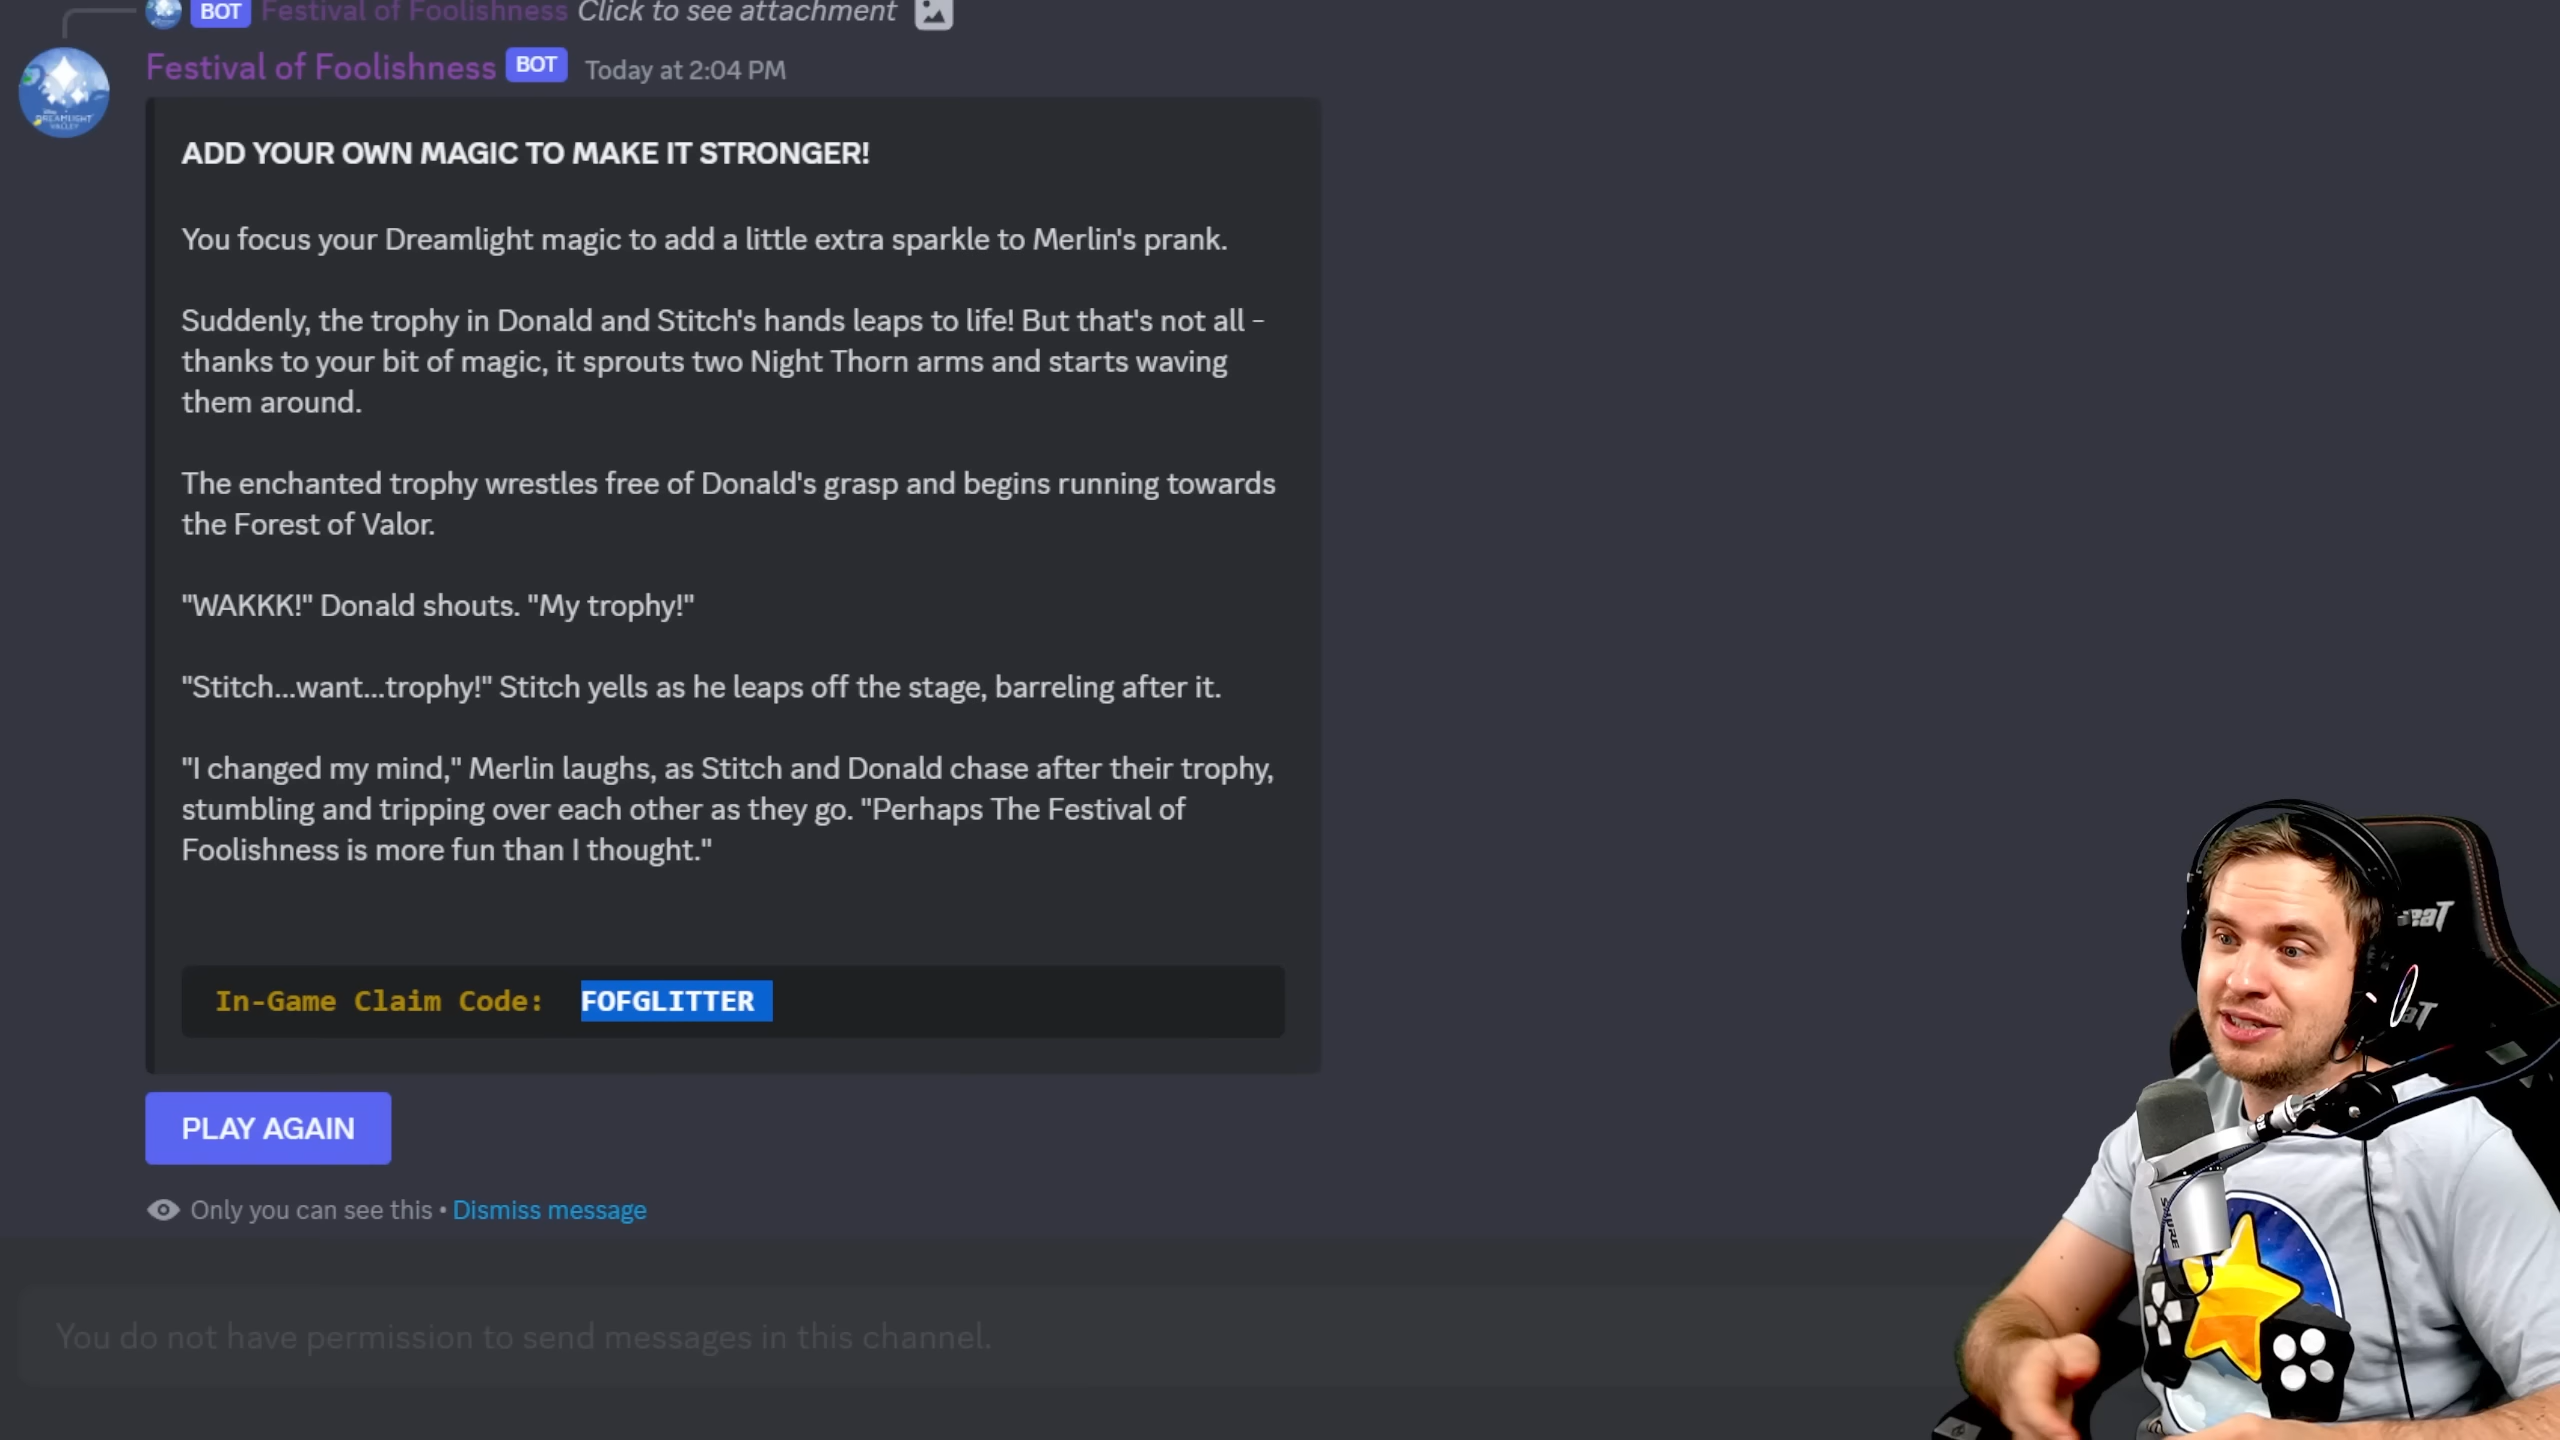 BOT Festival of Foolishness Click to see attachment
Festival of Foolishness BOT Today at 2:04 PM
ADD YOUR OWN MAGIC TO MAKE IT STRONGER!
You focus your Dreamlight magic to add a little extra sparkle to Merlin's prank.
Suddenly, the trophy in Donald and Stitch's hands leaps to life! But that's not all –
thanks to your bit of magic, it sprouts two Night Thorn arms and starts waving
them around.
The enchanted trophy wrestles free of Donald's grasp and begins running towards
the Forest of Valor.
"WAKKK!" Donald shouts. "My trophy!"
"Stitch...want...trophy!" Stitch yells as he leaps off the stage, barreling after it.
"I changed my mind," Merlin laughs, as Stitch and Donald chase after their trophy,
stumbling and tripping over each other as they go. "Perhaps The Festival of
Foolishness is more fun than I thought."
In-Game Claim Code: FOFGLITTER
PLAY AGAIN
Only you can see this • Dismiss message
You do not have permission to send messages in this channel.
DREAMLIGHT
VALLEY
SHURE